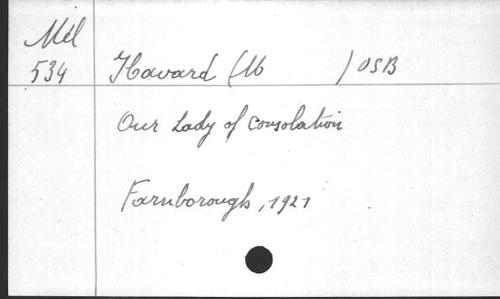 Mél
534 Havard (M ) OSB
Our Lady of Consolation
Farnborough, 1921